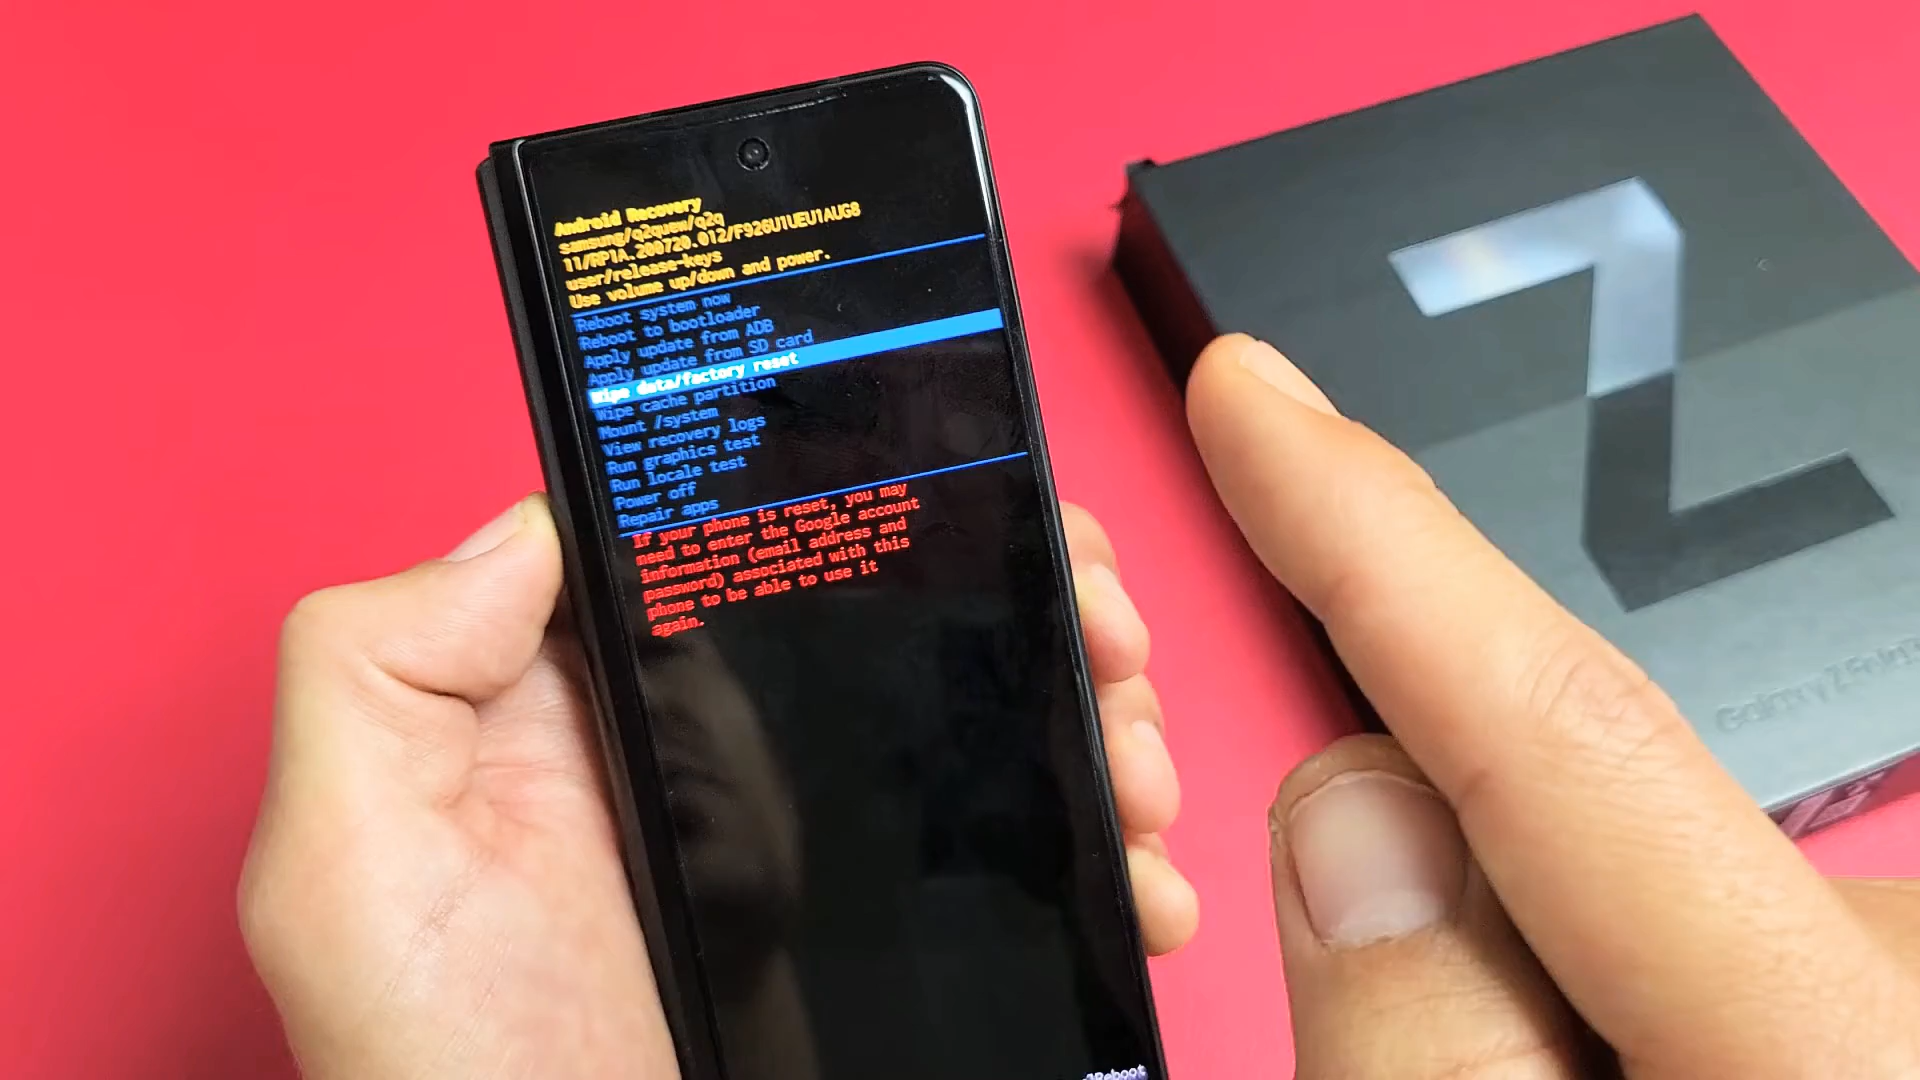 Android Recovery
samsung/q2quew/q2q
11/RP1A.200720.012/F926U1UEU1AUG8
user/release-keys
Use volume up/down and power.
Reboot system now
Reboot to bootloader
Apply update from ADB
Apply update from SD card
Wipe data/factory reset
Wipe cache partition
Mount /system
View recovery logs
Run graphics test
Run locale test
Power off
Repair apps
If your phone is reset, you may
need to enter the Google account
information (email address and
password) associated with this
phone to be able to use it
again.
Reboot
Galaxy Z Fold